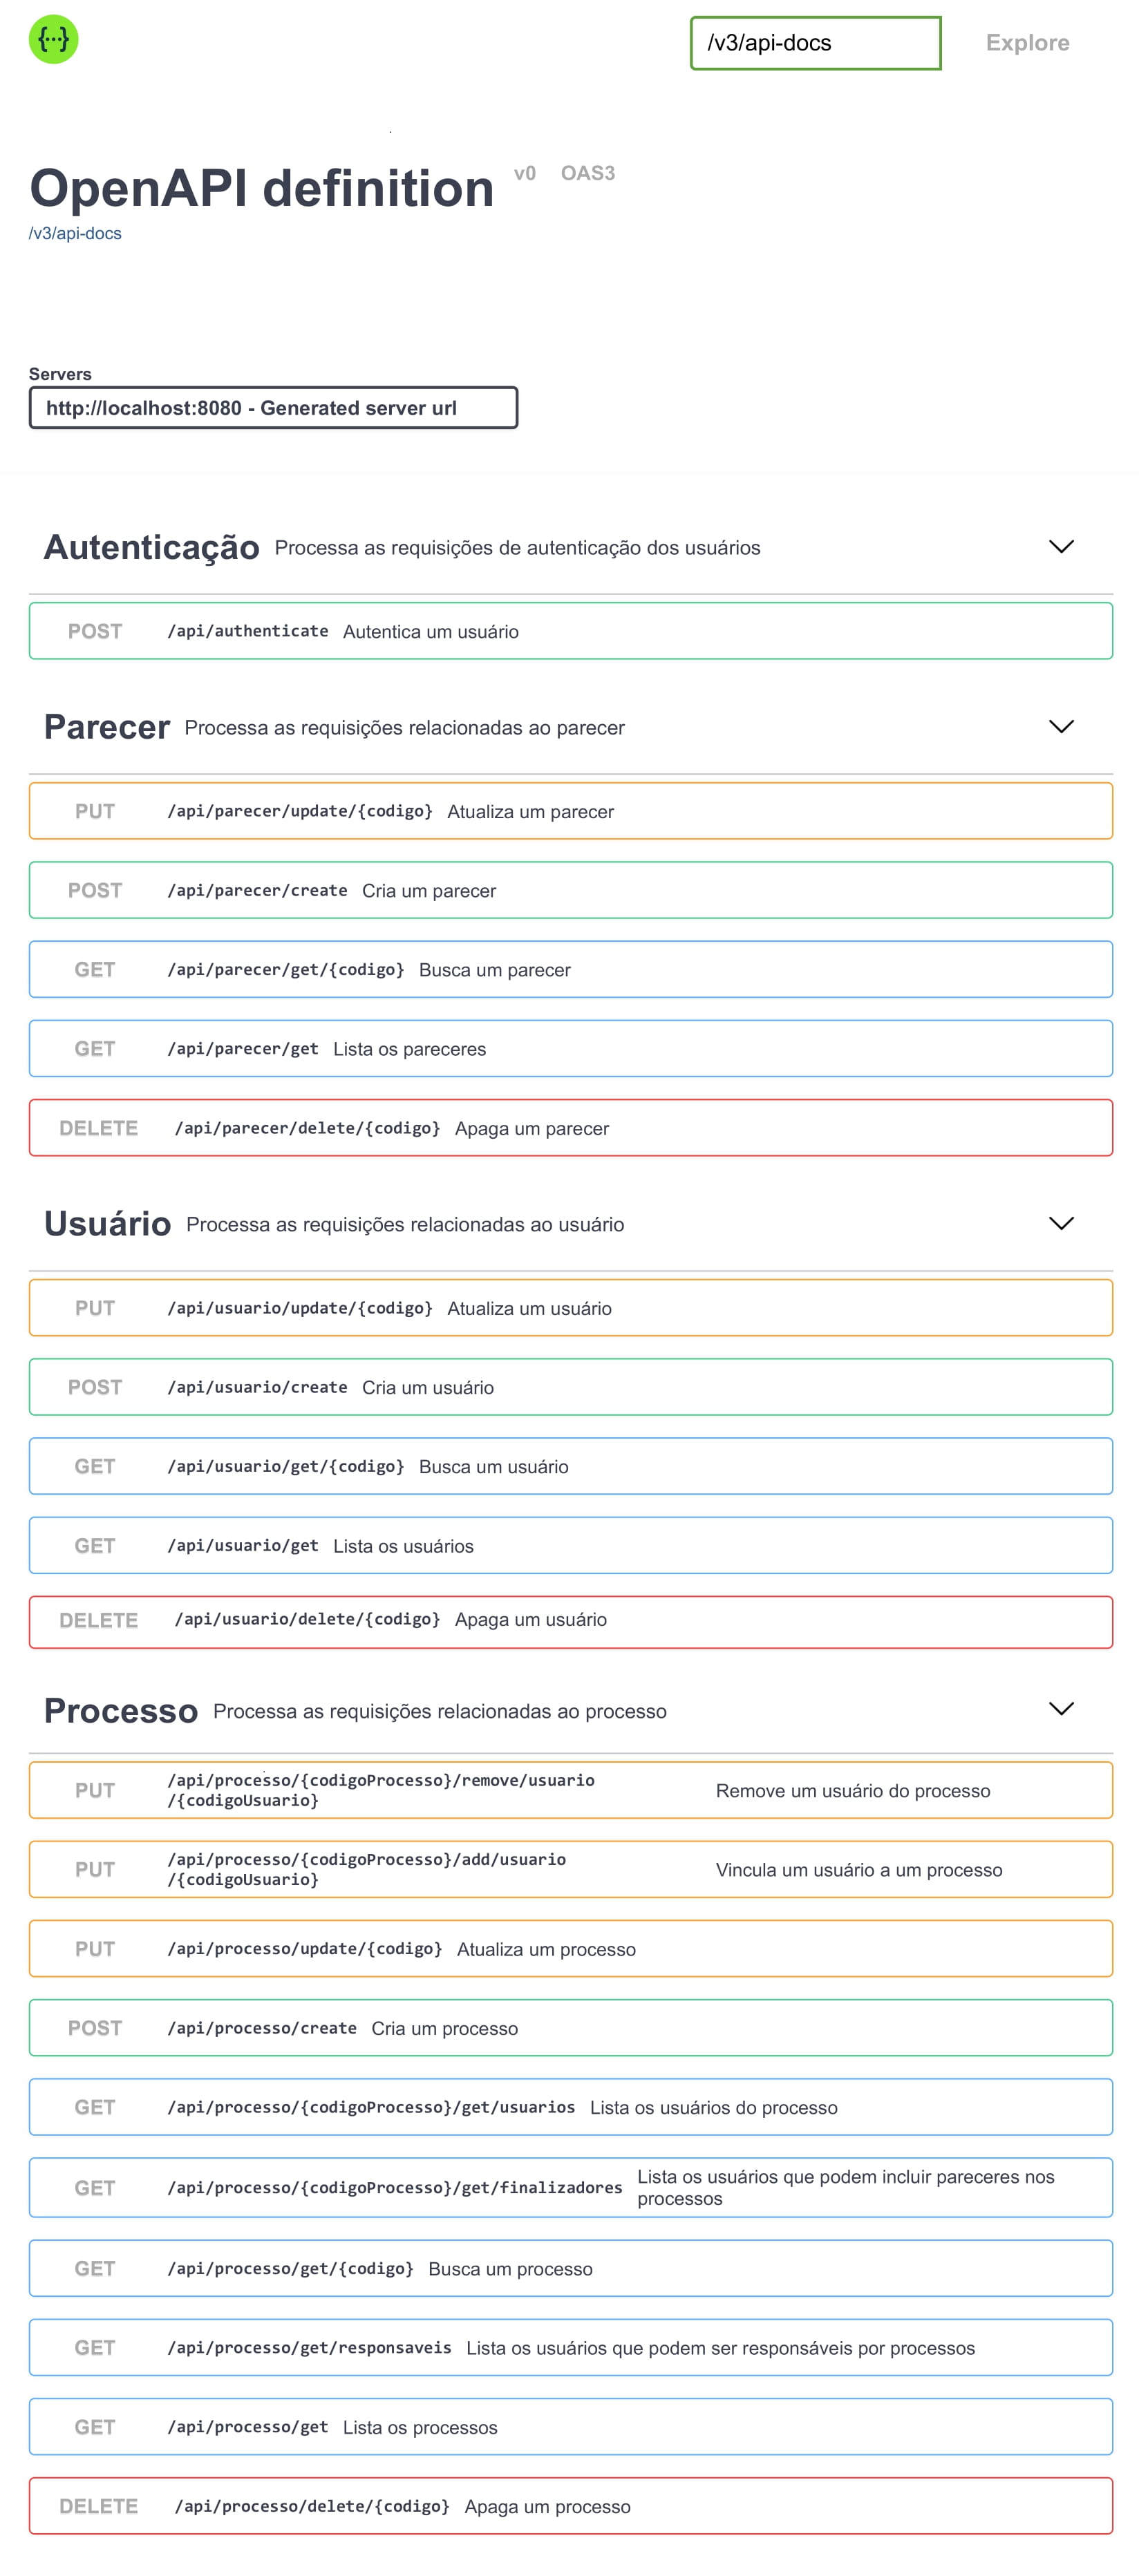 {···}
/v3/api-docs
Explore
OpenAPI definition v0 OAS3
/v3/api-docs
Servers
http://localhost:8080 - Generated server url
Autenticação Processa as requisições de autenticação dos usuários
POST /api/authenticate Autentica um usuário
Parecer Processa as requisições relacionadas ao parecer
PUT /api/parecer/update/{codigo} Atualiza um parecer
POST /api/parecer/create Cria um parecer
GET /api/parecer/get/{codigo} Busca um parecer
GET /api/parecer/get Lista os pareceres
DELETE /api/parecer/delete/{codigo} Apaga um parecer
Usuário Processa as requisições relacionadas ao usuário
PUT /api/usuario/update/{codigo} Atualiza um usuário
POST /api/usuario/create Cria um usuário
GET /api/usuario/get/{codigo} Busca um usuário
GET /api/usuario/get Lista os usuários
DELETE /api/usuario/delete/{codigo} Apaga um usuário
Processo Processa as requisições relacionadas ao processo
PUT /api/processo/{codigoProcesso}/remove/usuario
/{codigoUsuario} Remove um usuário do processo
PUT /api/processo/{codigoProcesso}/add/usuario
/{codigoUsuario} Vincula um usuário a um processo
PUT /api/processo/update/{codigo} Atualiza um processo
POST /api/processo/create Cria um processo
GET /api/processo/{codigoProcesso}/get/usuarios Lista os usuários do processo
GET /api/processo/{codigoProcesso}/get/finalizadores Lista os usuários que podem incluir pareceres nos
processos
GET /api/processo/get/{codigo} Busca um processo
GET /api/processo/get/responsaveis Lista os usuários que podem ser responsáveis por processos
GET /api/processo/get Lista os processos
DELETE /api/processo/delete/{codigo} Apaga um processo